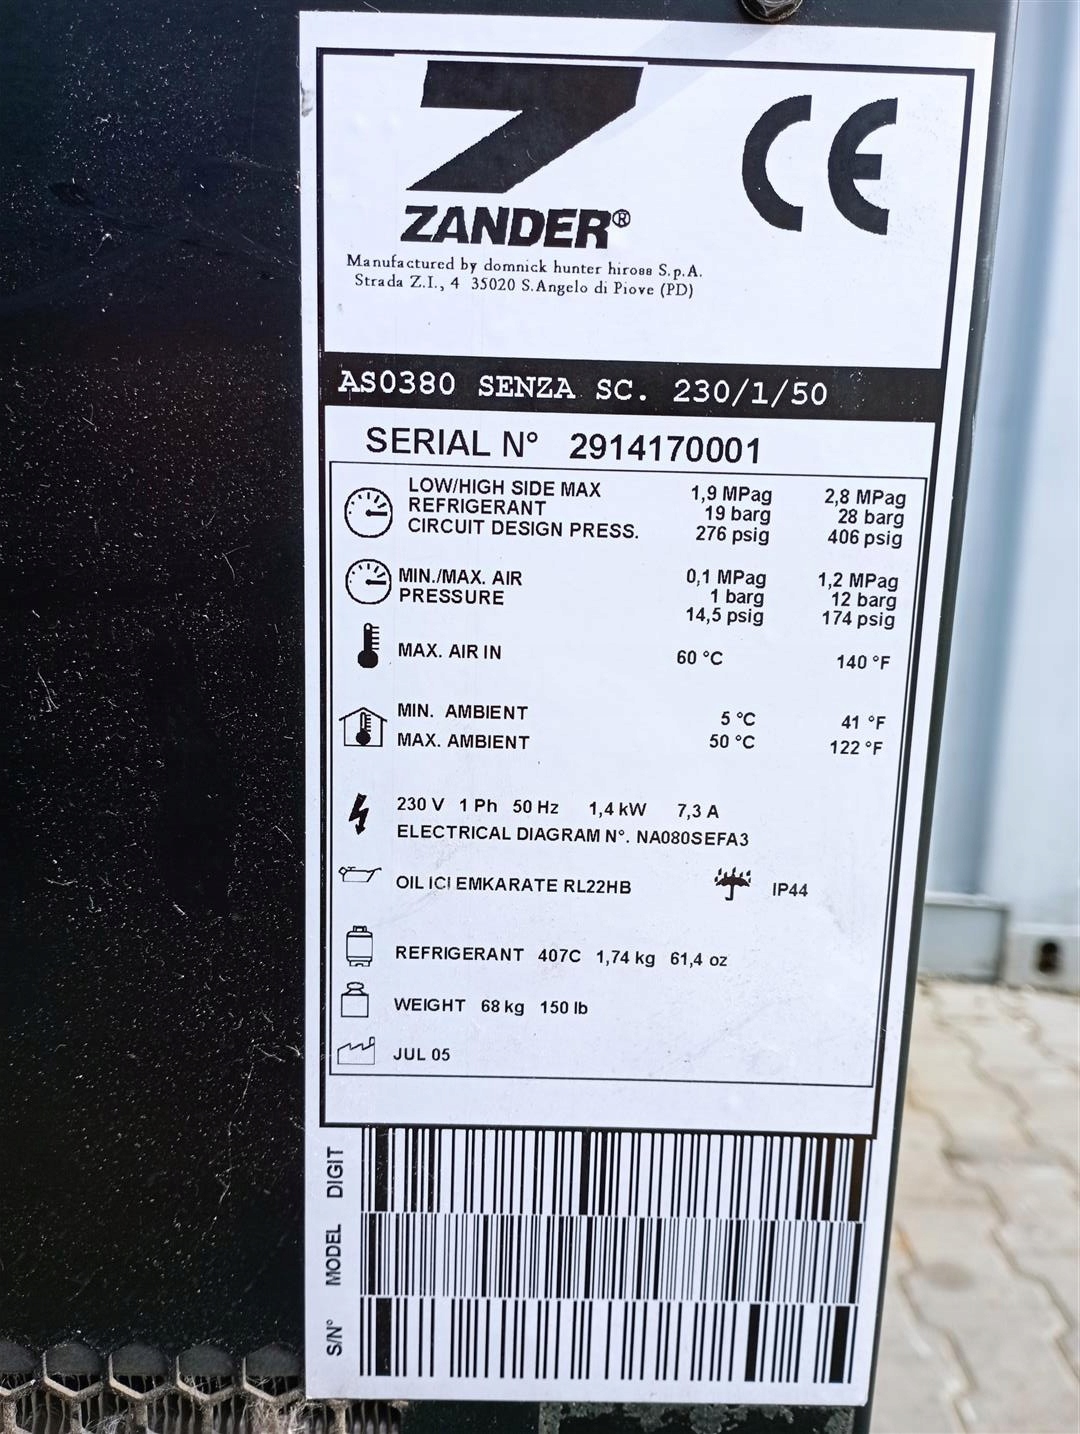 CE
ZANDER®
Manufactured by domnick hunter hiross S.p.A.
Strada Z.I., 4 35020 S.Angelo di Piove (PD)
AS0380 SENZA SC. 230/1/50
SERIAL N° 2914170001
LOW/HIGH SIDE MAX 1,9 MPag 2,8 MPag
REFRIGERANT 19 barg 28 barg
CIRCUIT DESIGN PRESS. 276 psig 406 psig
MIN./MAX. AIR 0,1 MPag 1,2 MPag
PRESSURE 1 barg 12 barg
14,5 psig 174 psig
MAX. AIR IN 60 °C 140 °F
MIN. AMBIENT 5 °C 41 °F
MAX. AMBIENT 50 °C 122 °F
230 V 1 Ph 50 Hz 1,4 kW 7,3 A
ELECTRICAL DIAGRAM N°. NA080SEFA3
OIL ICI EMKARATE RL22HB IP44
REFRIGERANT 407C 1,74 kg 61,4 oz
WEIGHT 68 kg 150 lb
JUL 05
DIGIT
MODEL
S/N°